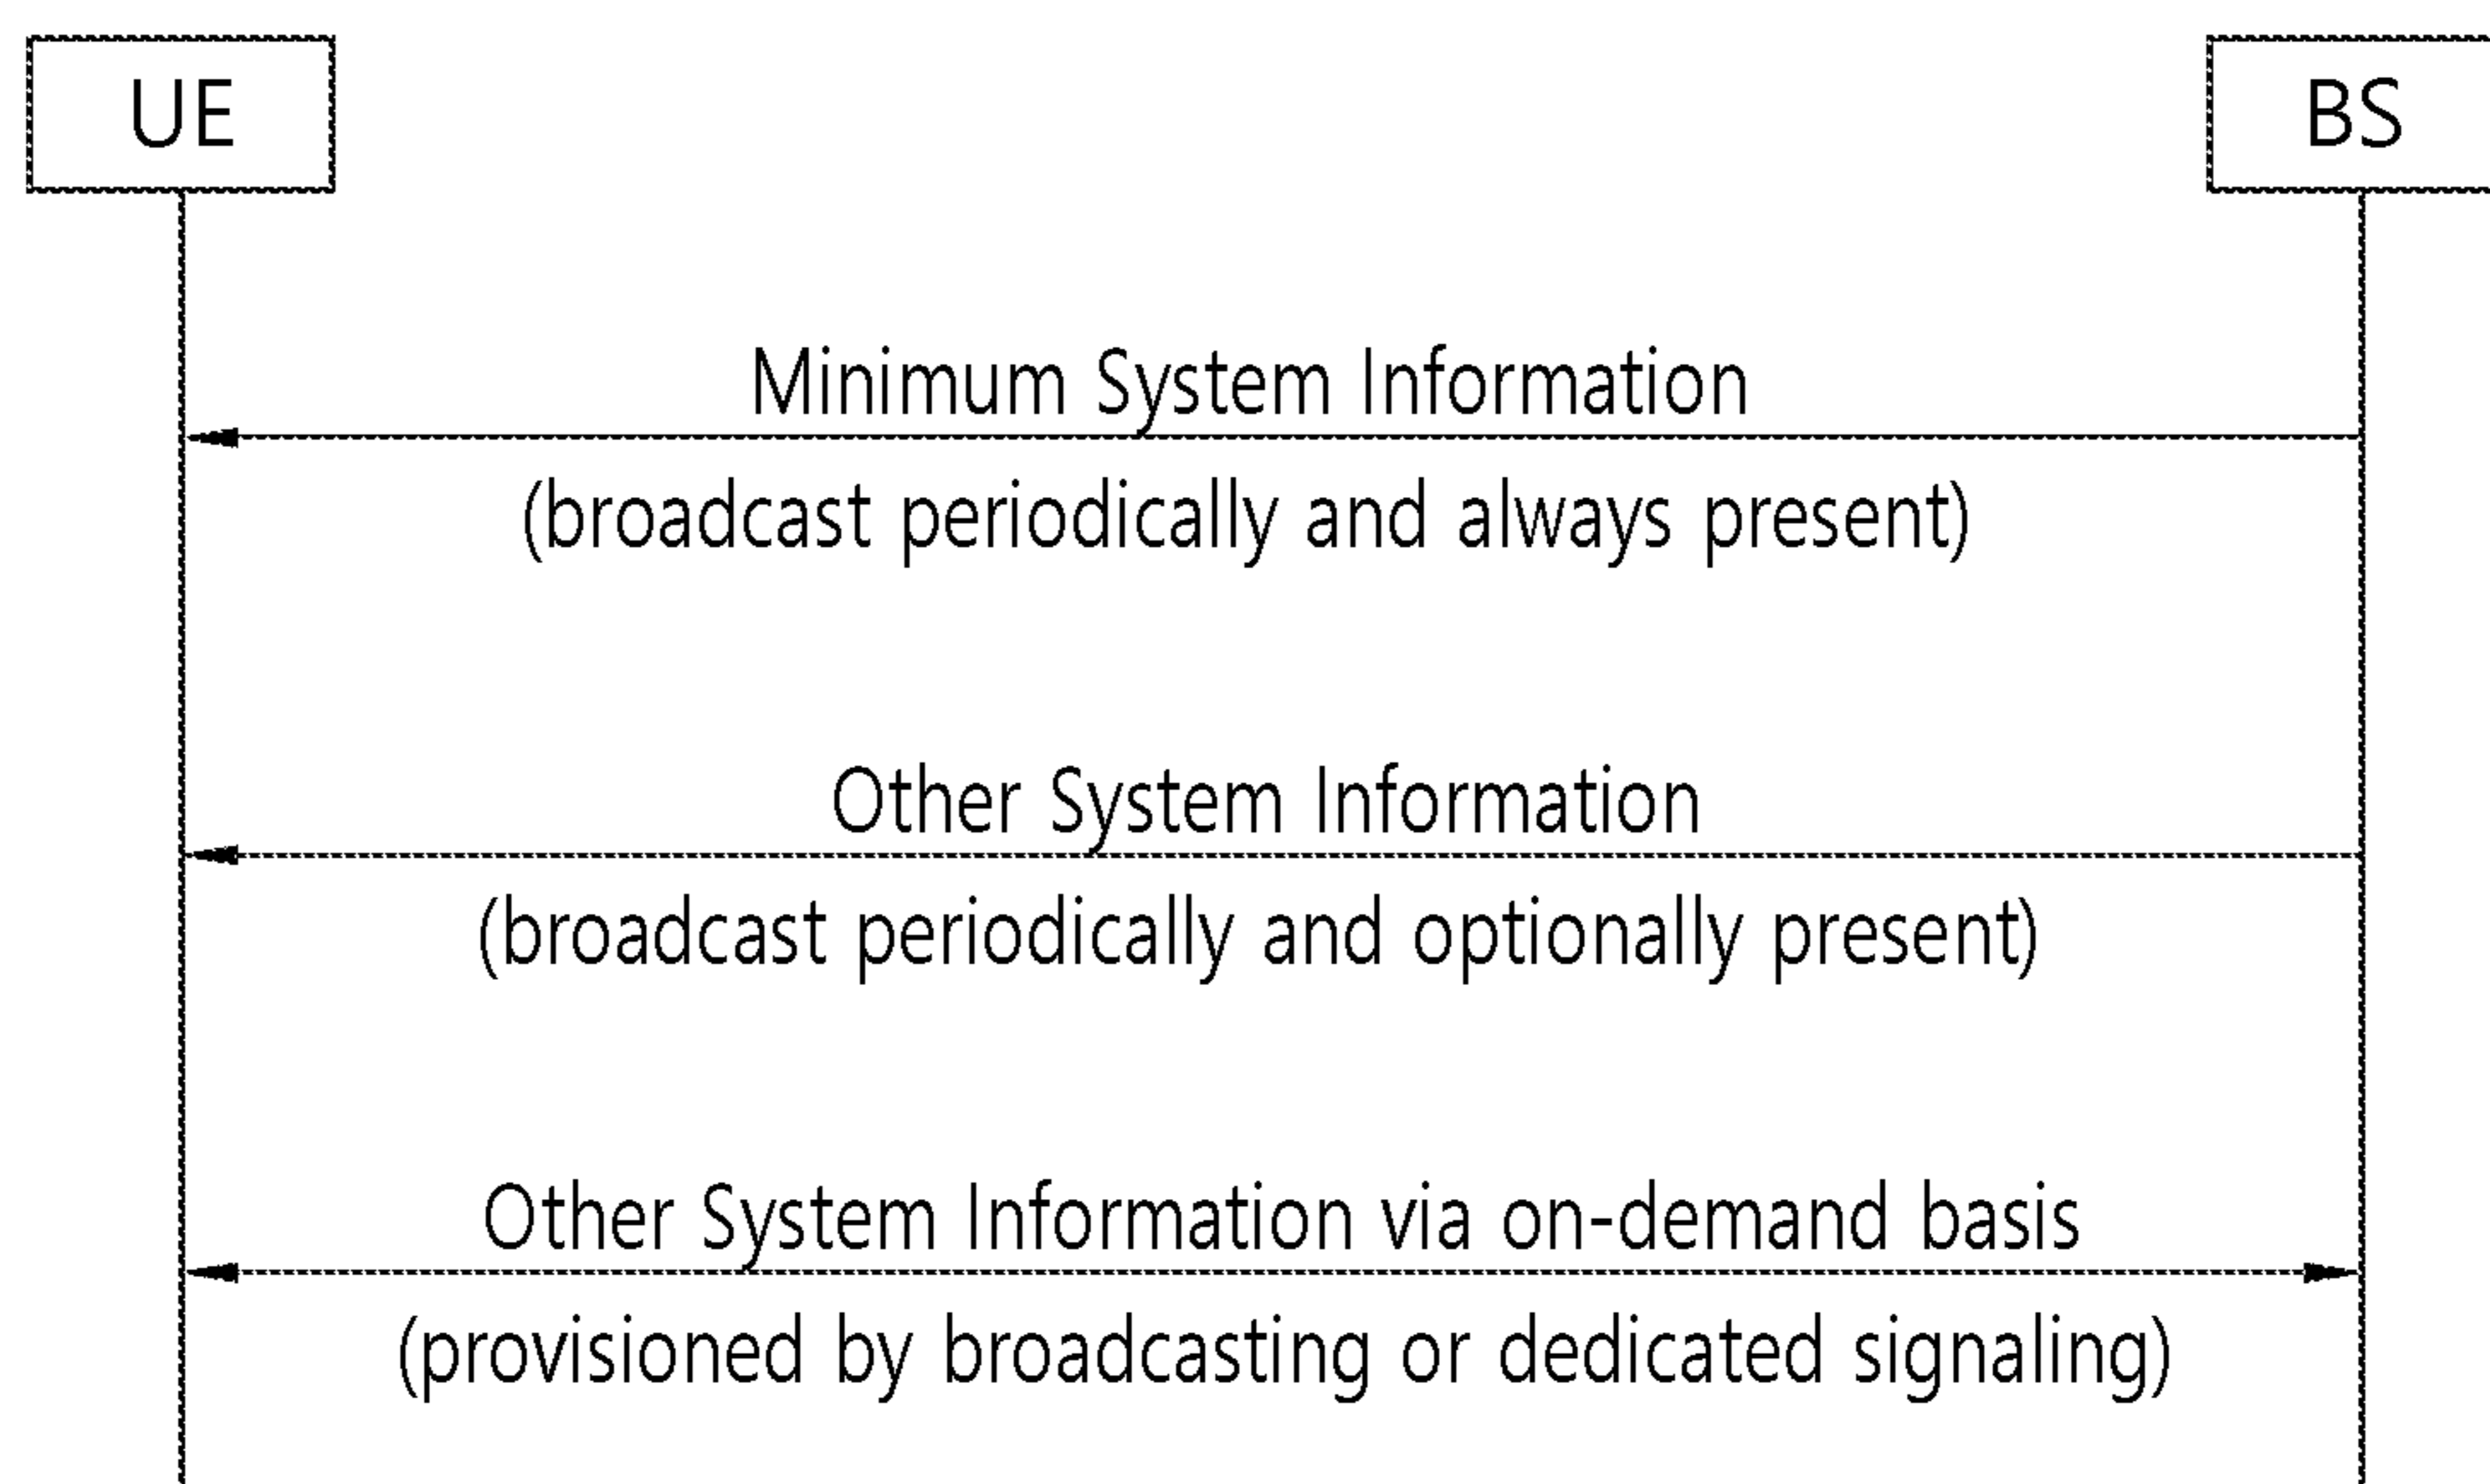 UE
BS
Minimum System Information
(broadcast periodically and always present)
Other System Information
(broadcast periodically and optionally present)
Other System Information via on-demand basis
(provisioned by broadcasting or dedicated signaling)